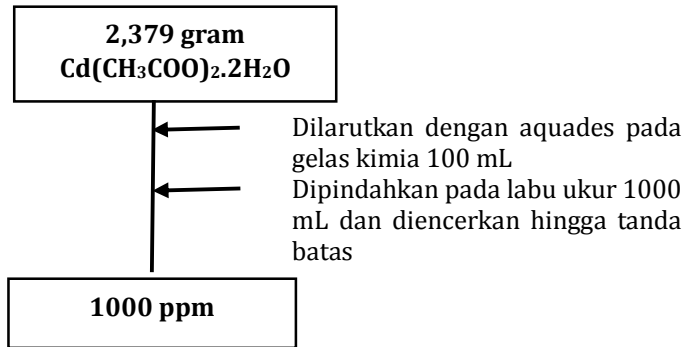 2,379 gram
Cd(CH₃COO)₂.2H₂O
Dilarutkan dengan aquades pada
gelas kimia 100 mL
Dipindahkan pada labu ukur 1000
mL dan diencerkan hingga tanda
batas
1000 ppm